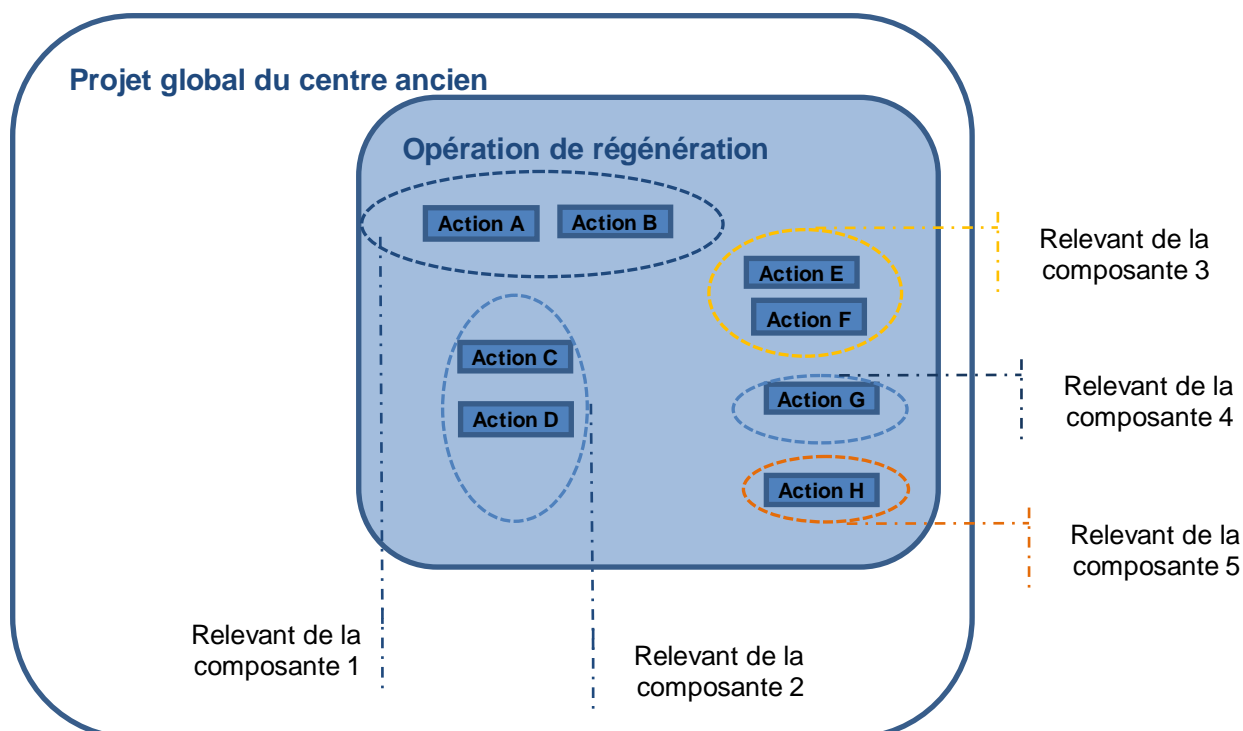 Projet global du centre ancien
Opération de régénération
Action A
Action B
Action E
Action F
Action C
Action D
Action G
Action H
Relevant de la
composante 3
Relevant de la
composante 4
Relevant de la
composante 5
Relevant de la
composante 1
Relevant de la
composante 2